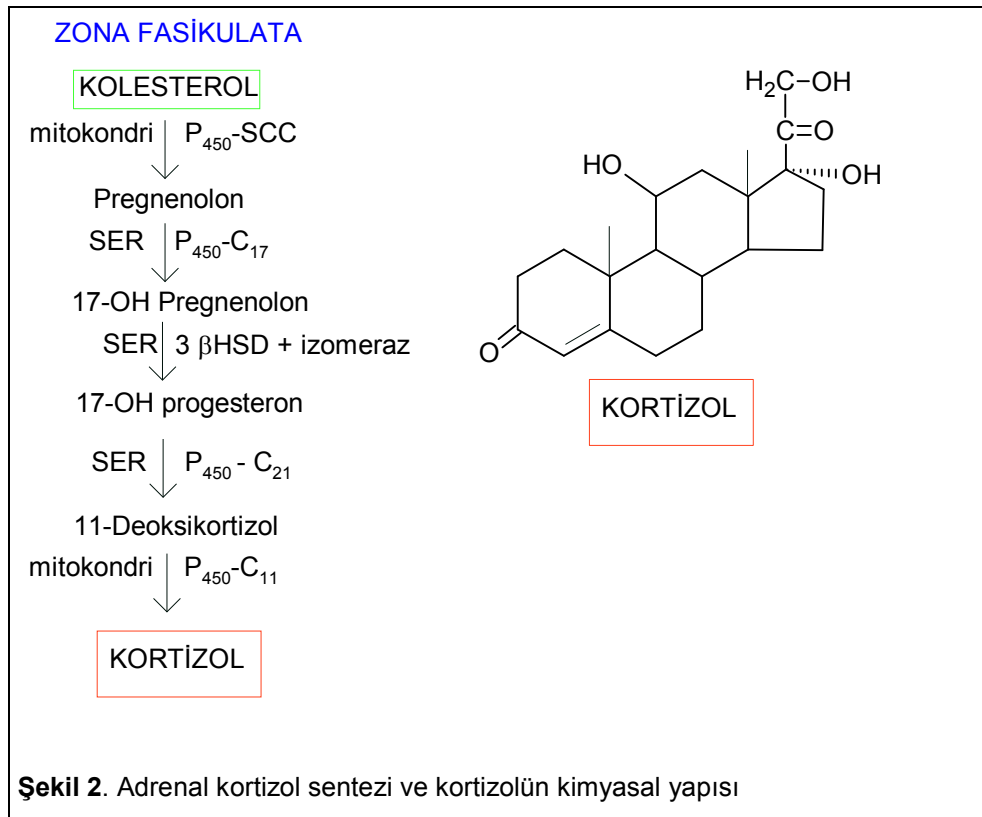 ZONA FASİKULATA
KOLESTEROL
mitokondri P450-SCC
Pregnenolon
SER P450-C17
17-OH Pregnenolon
SER 3 βHSD + izomeraz
17-OH progesteron
SER P450 - C21
11-Deoksikortizol
mitokondri P450-C11
KORTİZOL
H2C-OH
C=O
HO
OH
O
KORTİZOL
Şekil 2. Adrenal kortizol sentezi ve kortizolün kimyasal yapısı